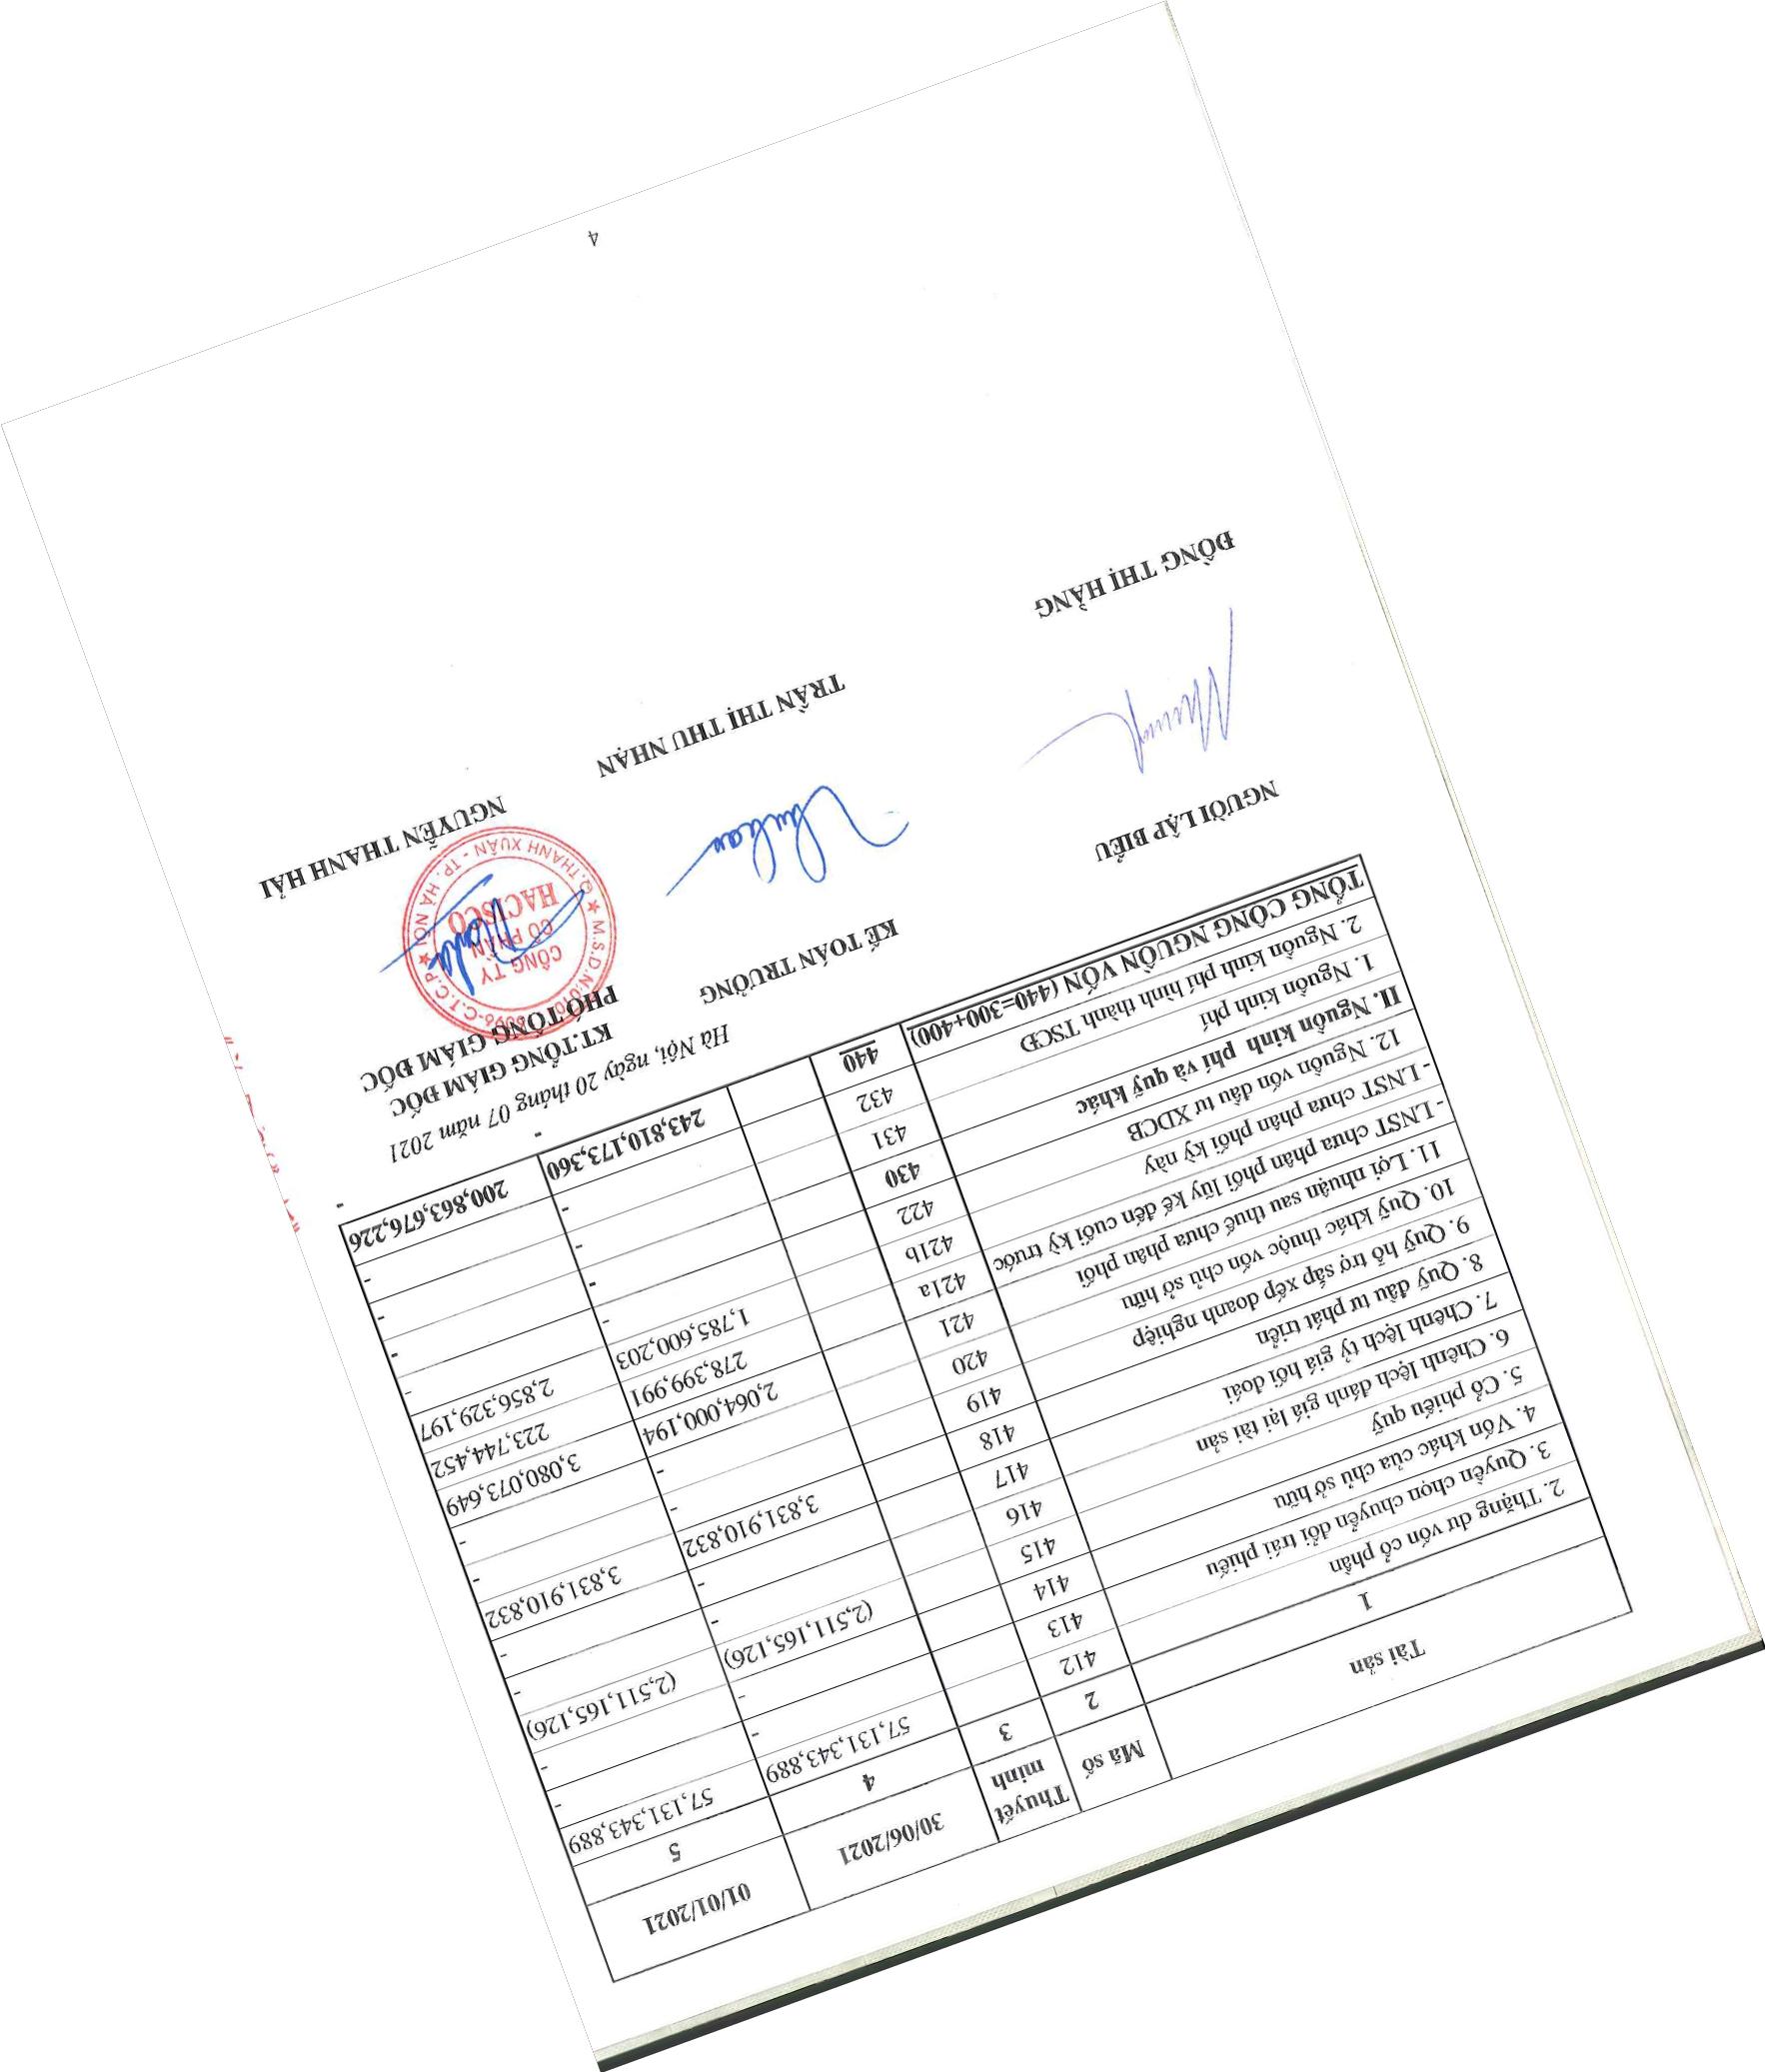 Tài sản Mã số Thuyết minh 30/06/2021 01/01/2021
1 2 3 4 5
2. Thặng dư vốn cổ phần 412 57,131,343,889 57,131,343,889
3. Quyền chọn chuyển đổi trái phiếu 413 - -
4. Vốn khác của chủ sở hữu 414 - -
5. Cổ phiếu quỹ 415 (2,511,165,126) (2,511,165,126)
6. Chênh lệch đánh giá lại tài sản 416 - -
7. Chênh lệch tỷ giá hối đoái 417 - -
8. Quỹ đầu tư phát triển 418 3,831,910,832 3,831,910,832
9. Quỹ hỗ trợ sắp xếp doanh nghiệp 419 - -
10. Quỹ khác thuộc vốn chủ sở hữu 420 - -
11. Lợi nhuận sau thuế chưa phân phối 421 2,064,000,194 3,080,073,649
- LNST chưa phân phối lũy kế đến cuối kỳ trước 421a 278,399,991 223,744,452
- LNST chưa phân phối kỳ này 421b 1,785,600,203 2,856,329,197
12. Nguồn vốn đầu tư XDCB 422 - -
II. Nguồn kinh phí và quỹ khác 430 - -
1. Nguồn kinh phí 431 - -
2. Nguồn kinh phí hình thành TSCĐ 432 - -
TỔNG CỘNG NGUỒN VỐN (440=300+400) 440 243,810,173,360 200,863,676,226
- -
Hà Nội, ngày 20 tháng 07 năm 2021
NGƯỜI LẬP BIỂU KẾ TOÁN TRƯỞNG KT.TỔNG GIÁM ĐỐC
PHÓ TỔNG GIÁM ĐỐC
CÔNG TY
CỔ PHẦN
HACISCO
Q.THANH XUÂN - TP. HÀ NỘI
ĐỒNG THỊ HẰNG TRẦN THỊ THU NHẠN NGUYỄN THANH HẢI
4